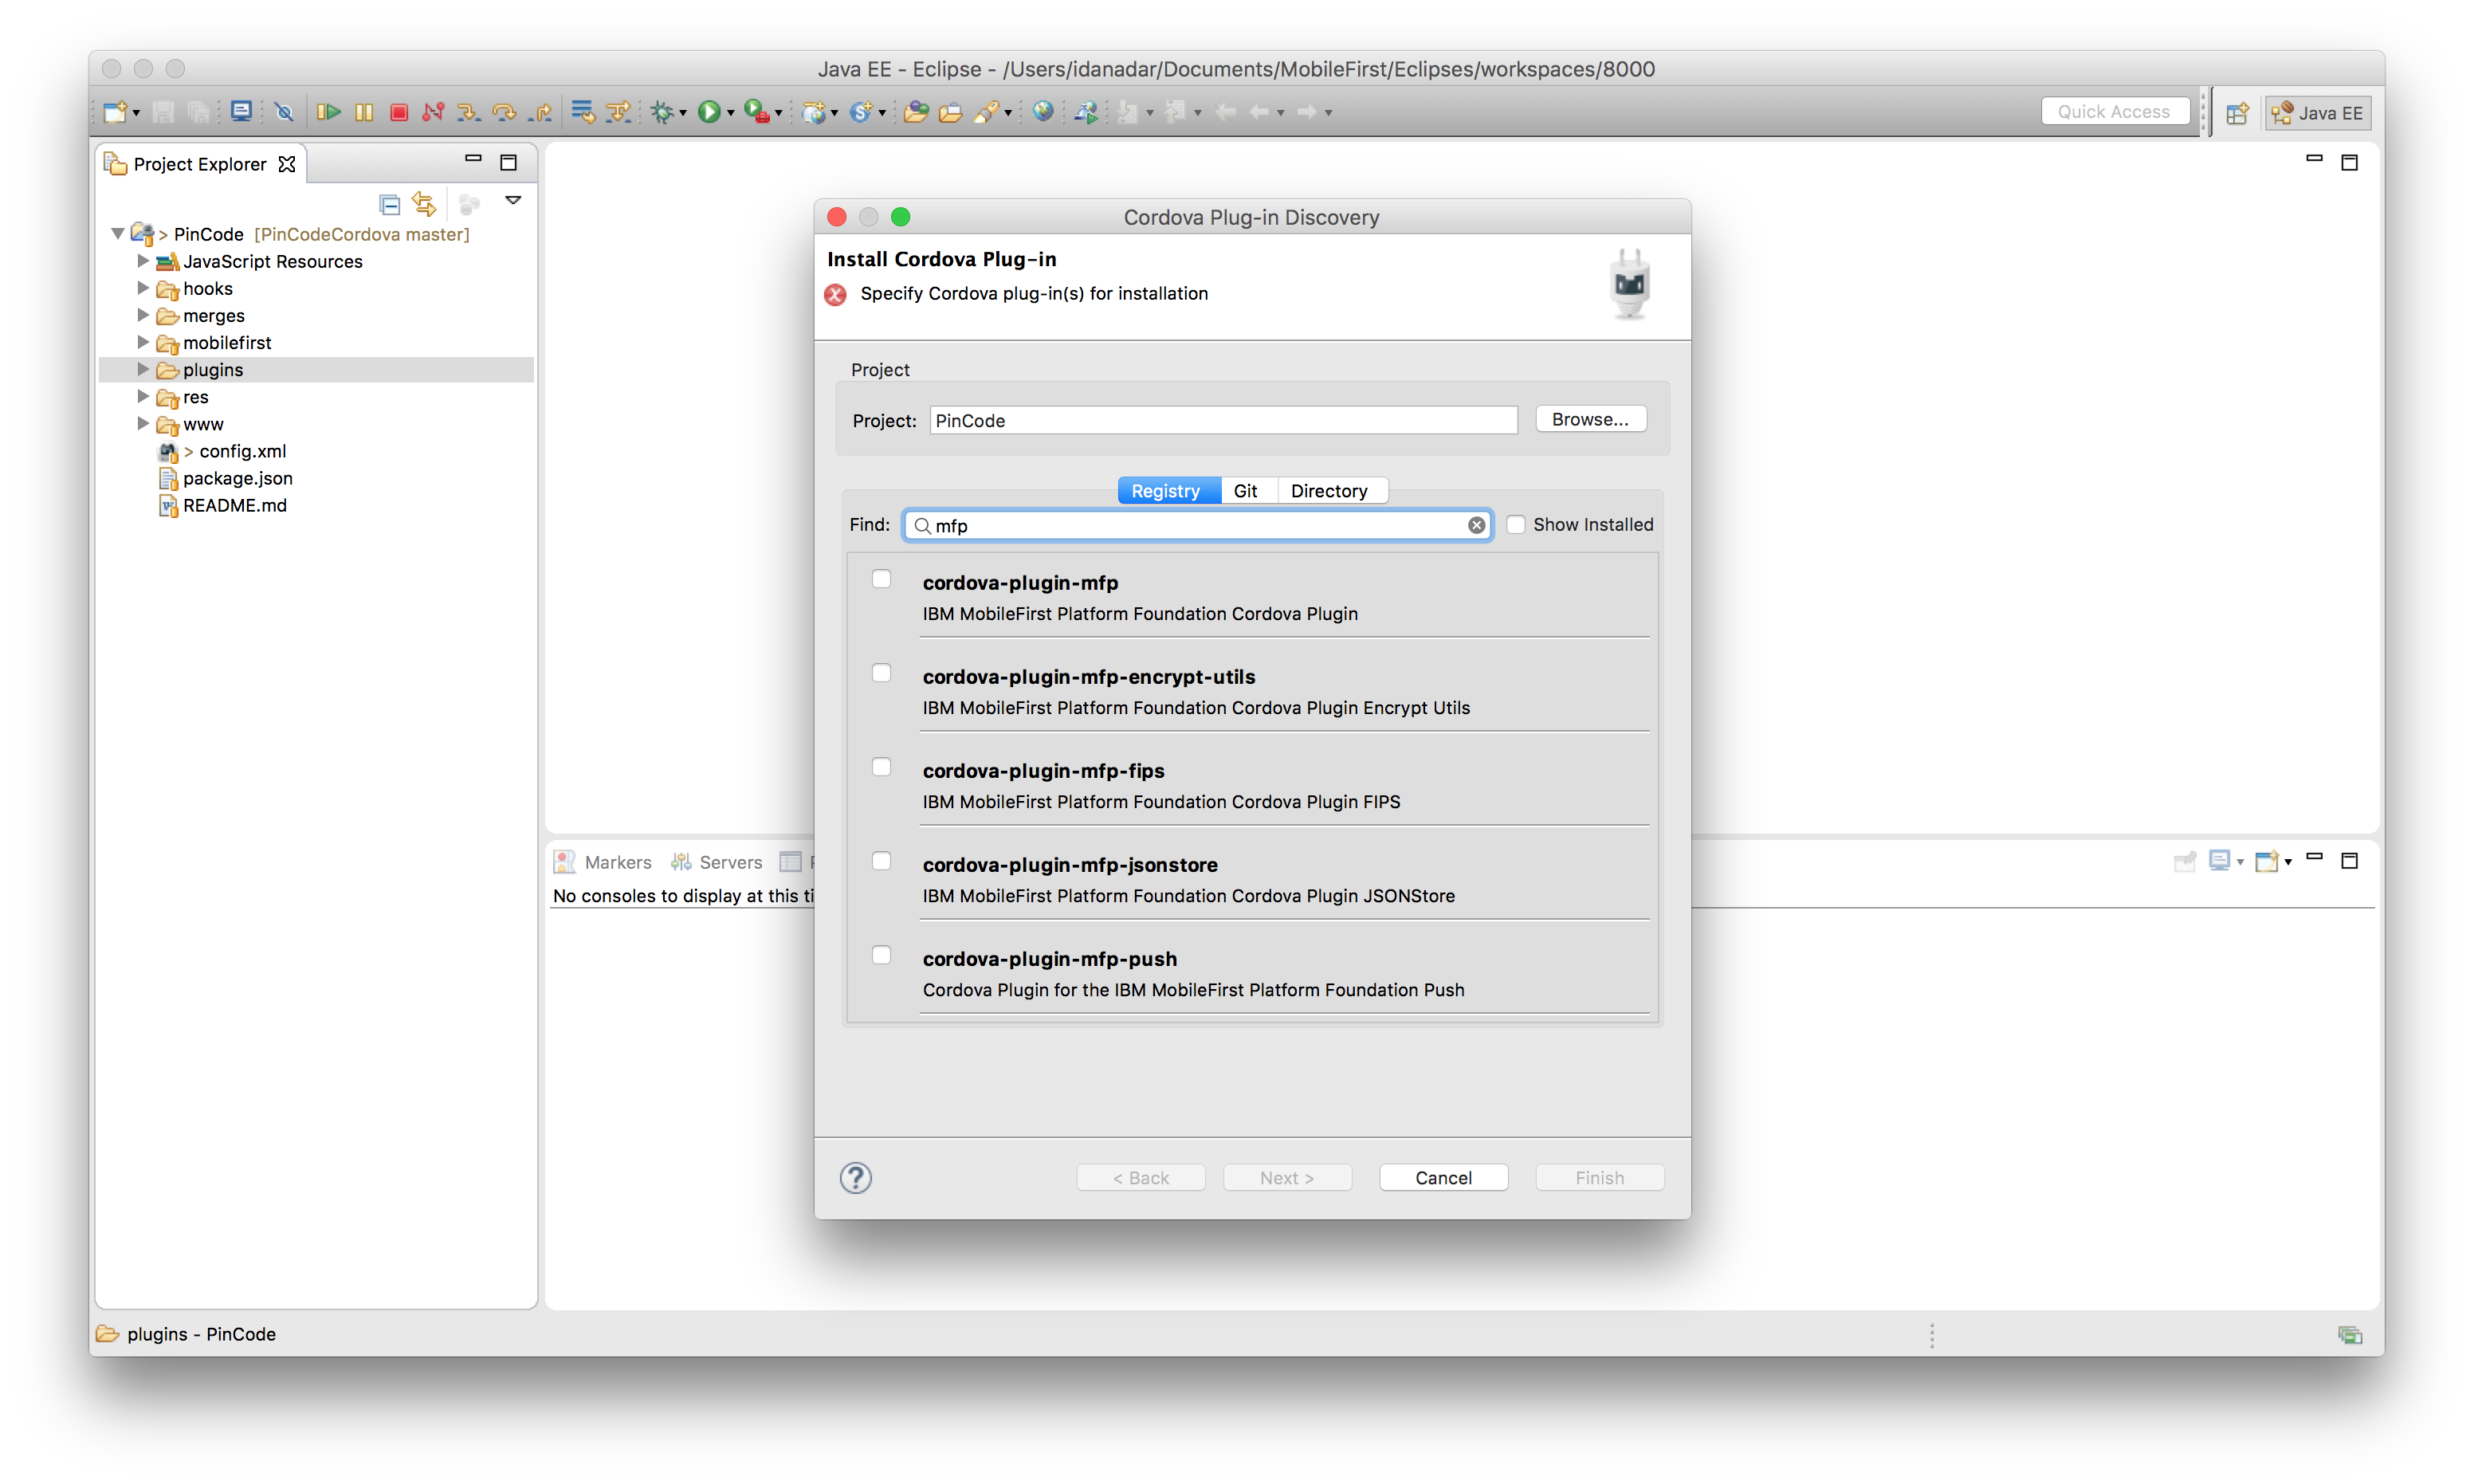 Java EE - Eclipse - /Users/idanadar/Documents/MobileFirst/Eclipses/workspaces/8000
Quick Access
Java EE
Project Explorer
> PinCode [PinCodeCordova master]
JavaScript Resources
hooks
merges
mobilefirst
plugins
res
www
> config.xml
package.json
README.md
Cordova Plug-in Discovery
Install Cordova Plug-in
Specify Cordova plug-in(s) for installation
Project
Project: PinCode Browse...
Registry Git Directory
Find: mfp Show Installed
cordova-plugin-mfp
IBM MobileFirst Platform Foundation Cordova Plugin
cordova-plugin-mfp-encrypt-utils
IBM MobileFirst Platform Foundation Cordova Plugin Encrypt Utils
cordova-plugin-mfp-fips
IBM MobileFirst Platform Foundation Cordova Plugin FIPS
cordova-plugin-mfp-jsonstore
IBM MobileFirst Platform Foundation Cordova Plugin JSONStore
cordova-plugin-mfp-push
Cordova Plugin for the IBM MobileFirst Platform Foundation Push
? < Back Next > Cancel Finish
Markers Servers
No consoles to display at this
plugins - PinCode